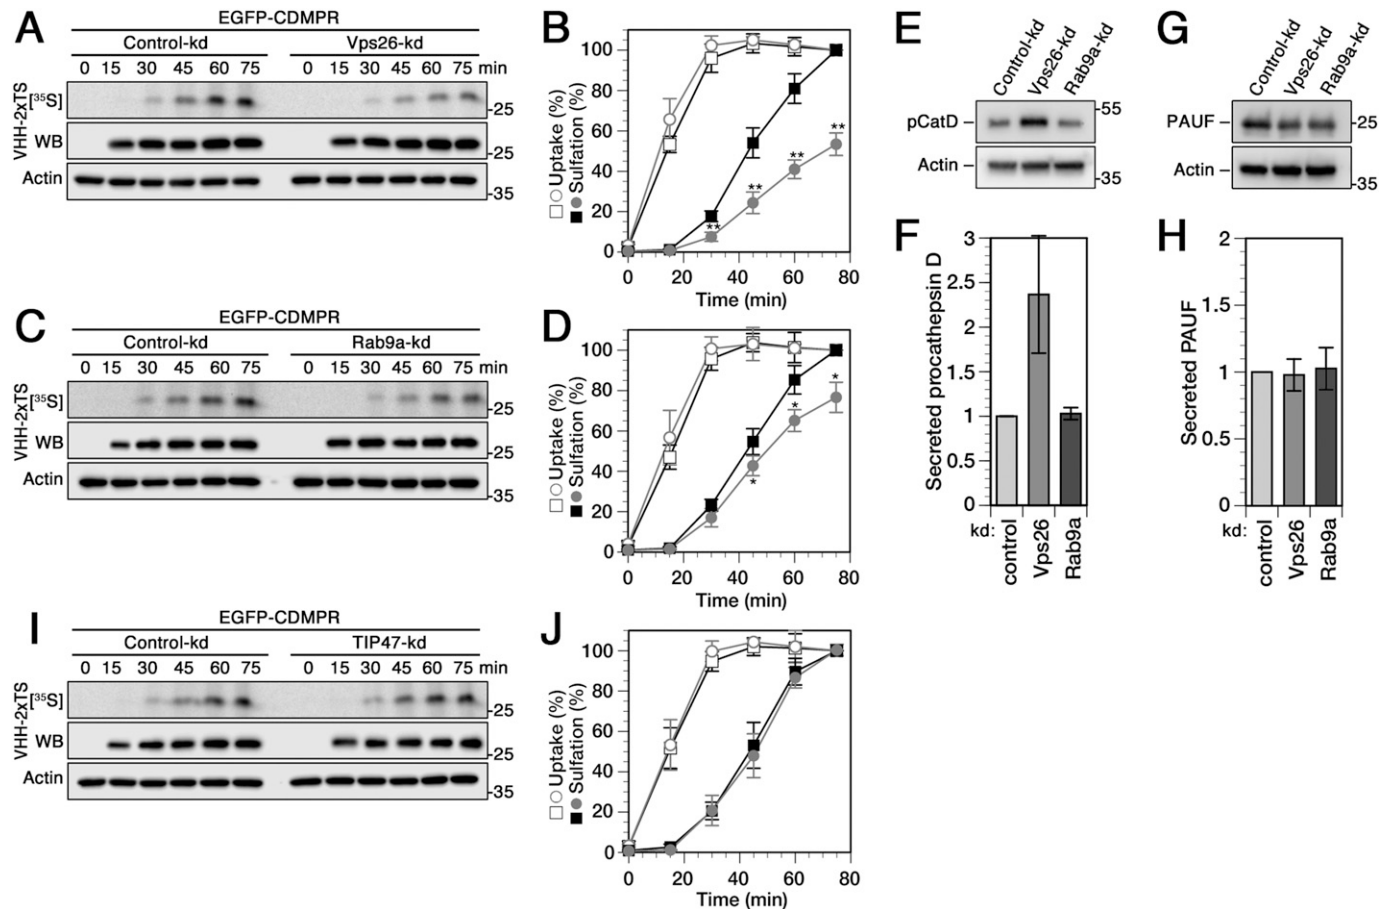 A
EGFP-CDMPR
Control-kd Vps26-kd
0 15 30 45 60 75 0 15 30 45 60 75 min
VHH-2xTS
[³⁵S]
-25
WB
-25
Actin
-35
B
Uptake (%)
Sulfation (%)
100
80
60
40
20
0
** ** ** **
0 20 40 60 80
Time (min)
C
EGFP-CDMPR
Control-kd Rab9a-kd
0 15 30 45 60 75 0 15 30 45 60 75 min
VHH-2xTS
[³⁵S]
-25
WB
-25
Actin
-35
D
Uptake (%)
Sulfation (%)
100
80
60
40
20
0
* * *
0 20 40 60 80
Time (min)
E
Control-kd
Vps26-kd
Rab9a-kd
-55
pCatD –
Actin –
-35
F
Secreted procathepsin D
3
2.5
2
1.5
1
0.5
0
kd: control Vps26 Rab9a
G
Control-kd
Vps26-kd
Rab9a-kd
PAUF –
-25
Actin –
-35
H
Secreted PAUF
2
1.5
1
0.5
0
kd: control Vps26 Rab9a
I
EGFP-CDMPR
Control-kd TIP47-kd
0 15 30 45 60 75 0 15 30 45 60 75 min
VHH-2xTS
[³⁵S]
-25
WB
-25
Actin
-35
J
Uptake (%)
Sulfation (%)
100
80
60
40
20
0
0 20 40 60 80
Time (min)